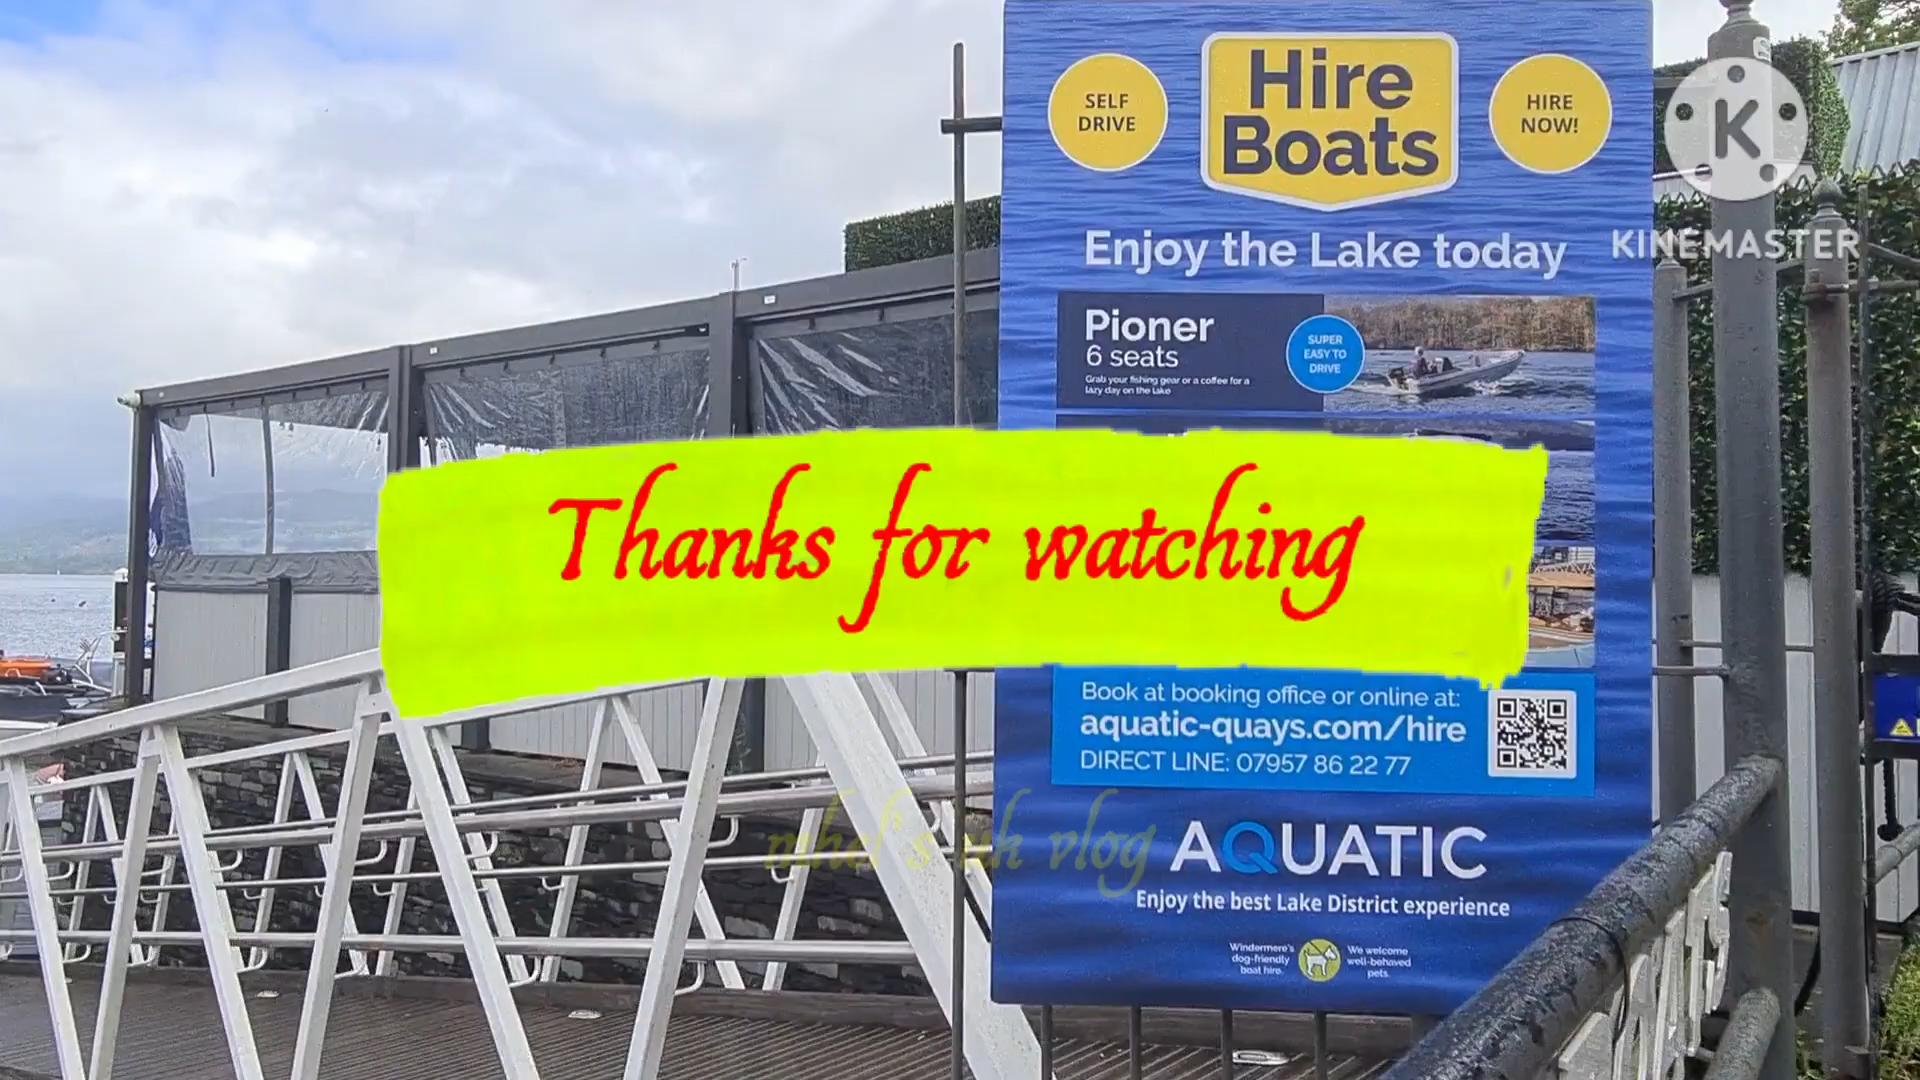 SELF
DRIVE
Hire
Boats
HIRE
NOW!
Enjoy the Lake today
KINEMASTER
Pioner
6 seats
Grab your fishing gear or a coffee for a
lazy day on the lake
SUPER
EASY TO
DRIVE
Thanks for watching
Book at booking office or online at:
aquatic-quays.com/hire
DIRECT LINE: 07957 86 22 77
mhel's uk vlog
AQUATIC
Enjoy the best Lake District experience
Windermere's
dog-friendly
boat hire.
We welcome
well-behaved
pets.